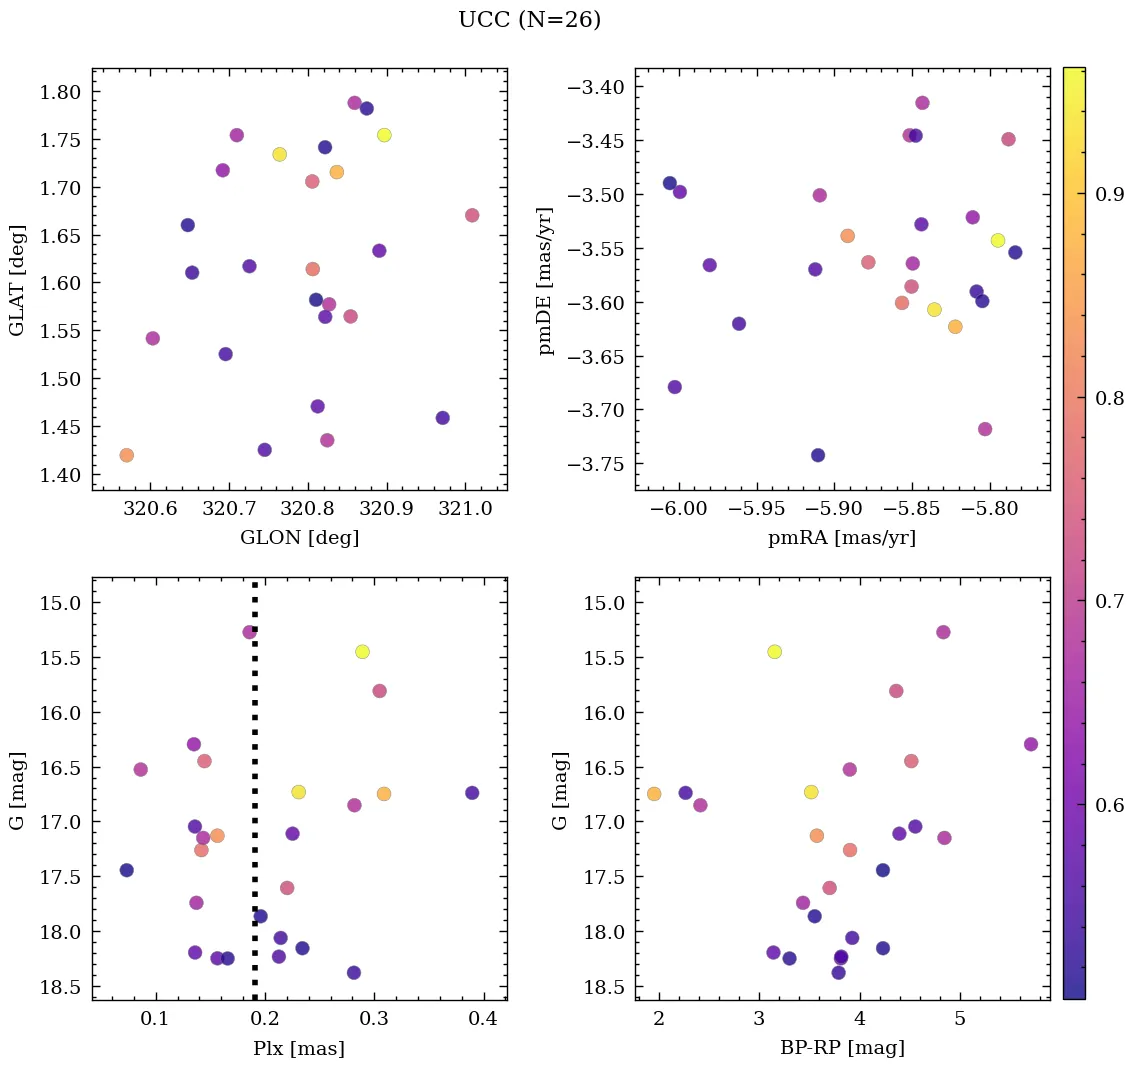 UCC (N=26)
1.80
1.75
1.70
1.65
1.60
1.55
1.50
1.45
1.40
GLAT [deg]
320.6 320.7 320.8 320.9 321.0
GLON [deg]
−3.40
−3.45
−3.50
−3.55
−3.60
−3.65
−3.70
−3.75
pmDE [mas/yr]
−6.00 −5.95 −5.90 −5.85 −5.80
pmRA [mas/yr]
0.9
0.8
0.7
0.6
15.0
15.5
16.0
16.5
17.0
17.5
18.0
18.5
G [mag]
0.1 0.2 0.3 0.4
Plx [mas]
15.0
15.5
16.0
16.5
17.0
17.5
18.0
18.5
G [mag]
2 3 4 5
BP-RP [mag]